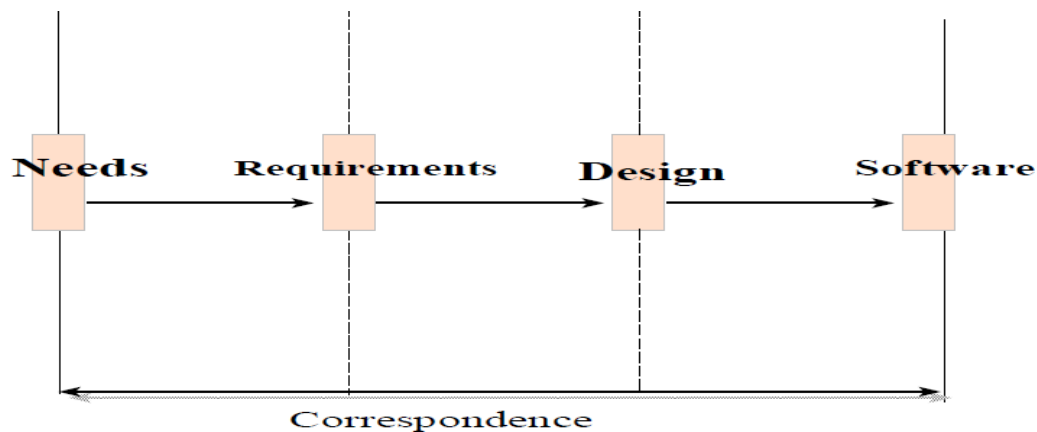 Needs
Requirements
Design
Software
Correspondence